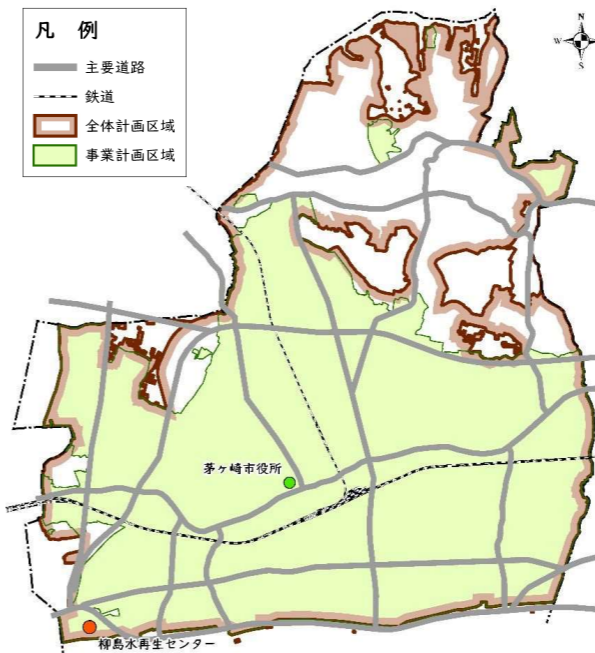 凡 例
主要道路
鉄道
全体計画区域
事業計画区域
N
W E
S
茅ヶ崎市役所
柳島水再生センター